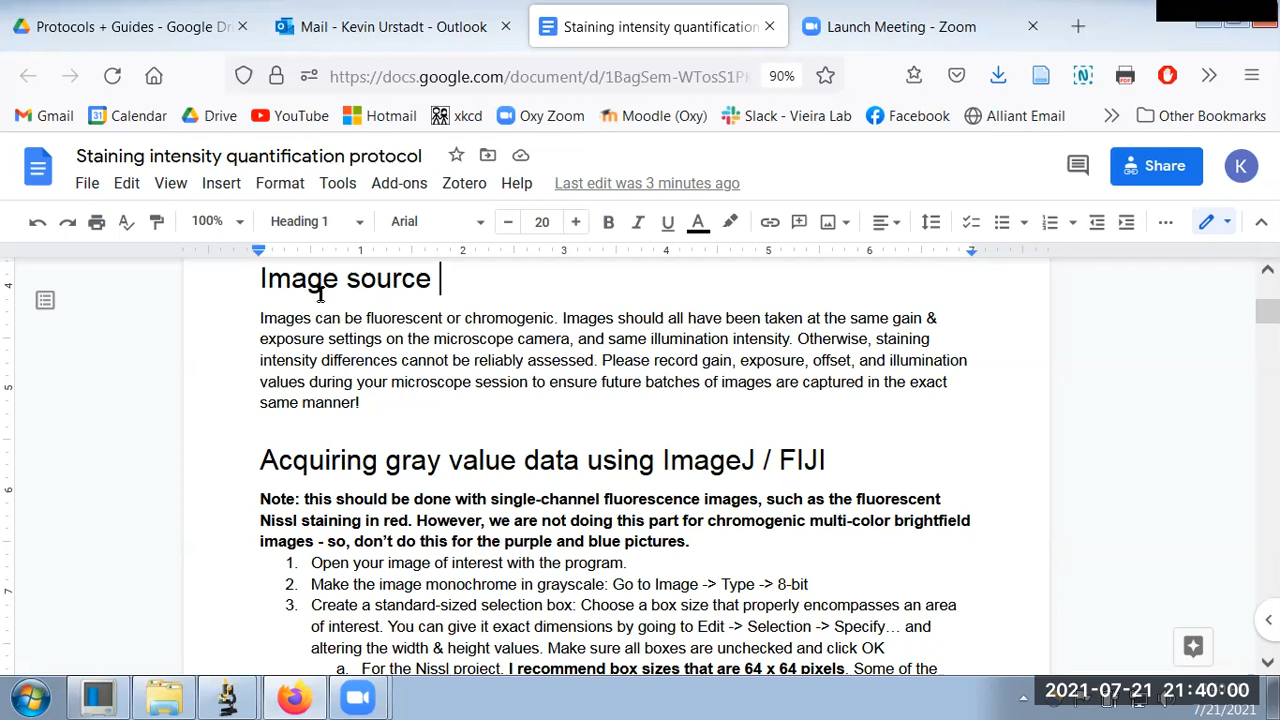 Protocols + Guides - Google Dri
Mail - Kevin Urstadt - Outlook
Staining intensity quantification
Launch Meeting - Zoom
https://docs.google.com/document/d/1BagSem-WTosS1PK
90%
Gmail
Calendar
Drive
YouTube
Hotmail
xkcd
Oxy Zoom
Moodle (Oxy)
Slack - Vieira Lab
Facebook
Alliant Email
Other Bookmarks
Staining intensity quantification protocol
File Edit View Insert Format Tools Add-ons Zotero Help Last edit was 3 minutes ago
Share
K
100% Heading 1 Arial 20 B I U A
1 2 3 4 5 6 7
Image source
Images can be fluorescent or chromogenic. Images should all have been taken at the same gain &
exposure settings on the microscope camera, and same illumination intensity. Otherwise, staining
intensity differences cannot be reliably assessed. Please record gain, exposure, offset, and illumination
values during your microscope session to ensure future batches of images are captured in the exact
same manner!
Acquiring gray value data using ImageJ / FIJI
Note: this should be done with single-channel fluorescence images, such as the fluorescent
Nissl staining in red. However, we are not doing this part for chromogenic multi-color brightfield
images - so, don't do this for the purple and blue pictures.
1. Open your image of interest with the program.
2. Make the image monochrome in grayscale: Go to Image -> Type -> 8-bit
3. Create a standard-sized selection box: Choose a box size that properly encompasses an area
of interest. You can give it exact dimensions by going to Edit -> Selection -> Specify… and
altering the width & height values. Make sure all boxes are unchecked and click OK
a. For the Nissl project, I recommend box sizes that are 64 x 64 pixels. Some of the
4
5
6
7
2021-07-21 21:40:00
7/21/2021